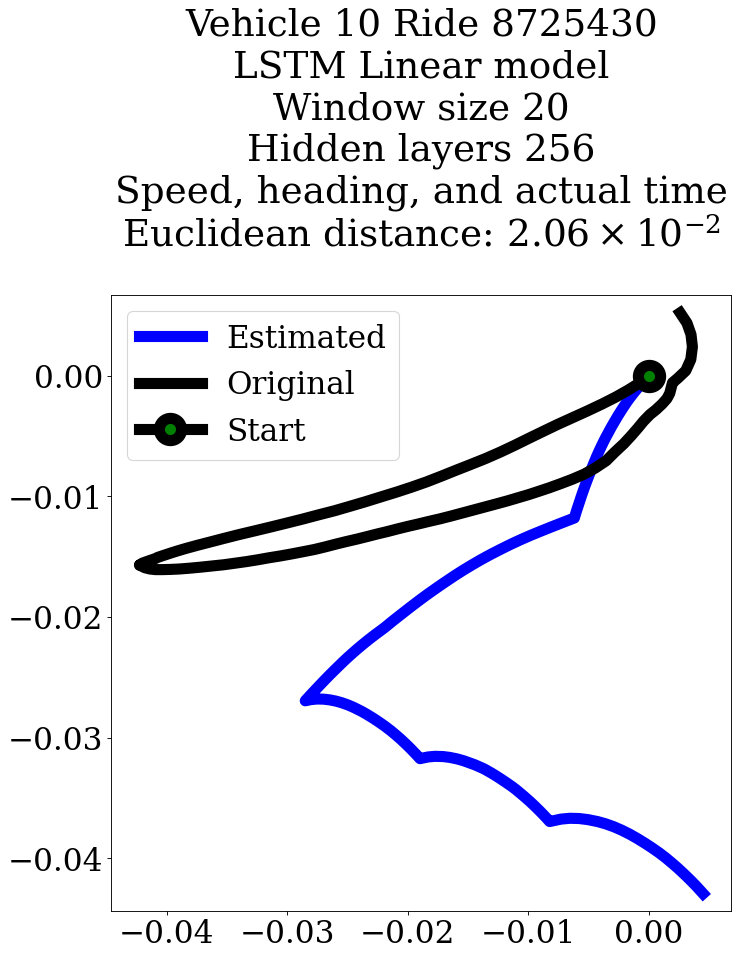 Vehicle 10 Ride 8725430
LSTM Linear model
Window size 20
Hidden layers 256
Speed, heading, and actual time
Euclidean distance: 2.06 × 10⁻²
Estimated
Original
Start
0.00
−0.01
−0.02
−0.03
−0.04
−0.04 −0.03 −0.02 −0.01 0.00